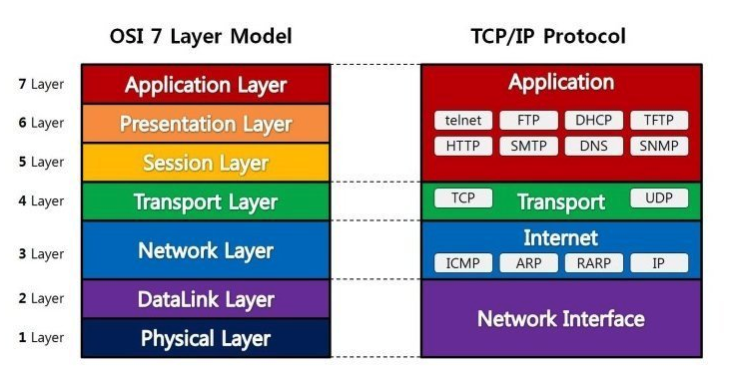 OSI 7 Layer Model
TCP/IP Protocol
7 Layer
Application Layer
6 Layer
Presentation Layer
5 Layer
Session Layer
4 Layer
Transport Layer
3 Layer
Network Layer
2 Layer
DataLink Layer
1 Layer
Physical Layer
Application
telnet FTP DHCP TFTP
HTTP SMTP DNS SNMP
TCP Transport UDP
Internet
ICMP ARP RARP IP
Network Interface